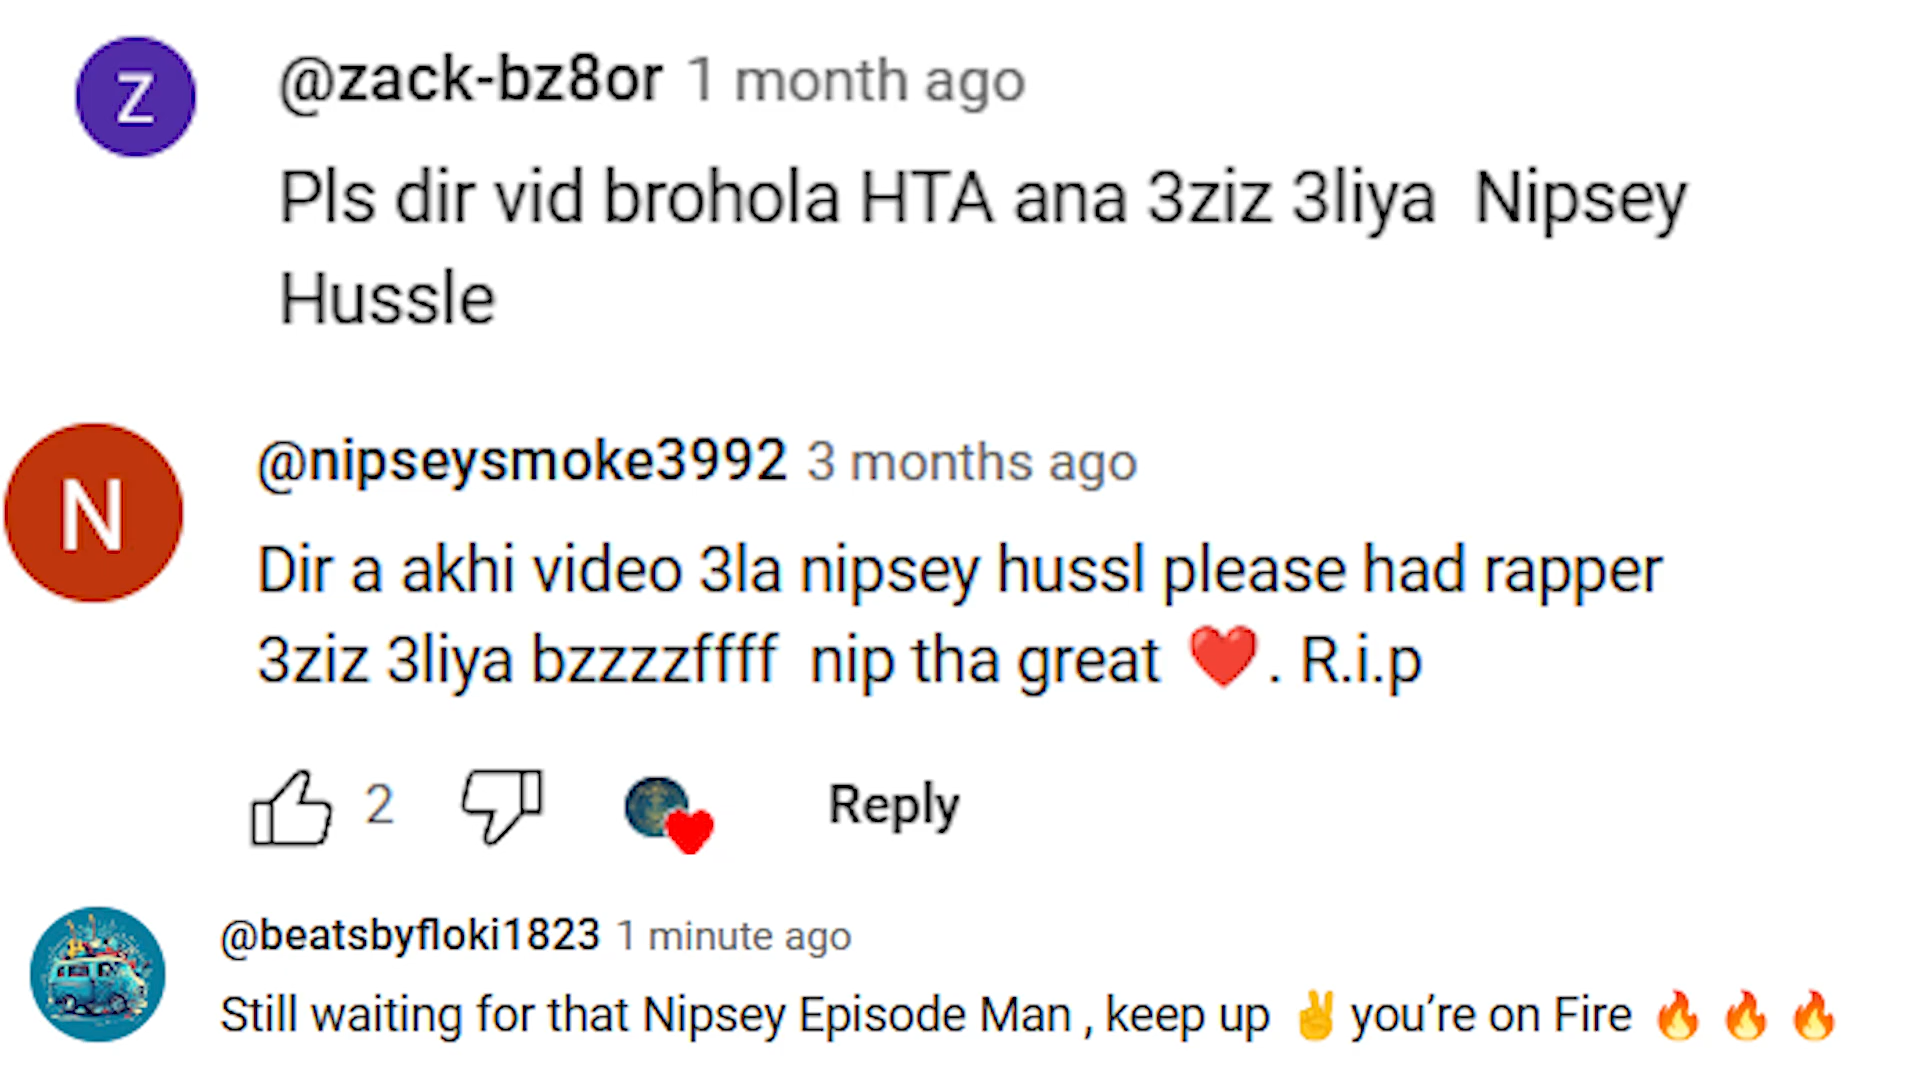 Z
@zack-bz8or 1 month ago
Pls dir vid brohola HTA ana 3ziz 3liya Nipsey
Hussle
N
@nipseysmoke3992 3 months ago
Dir a akhi video 3la nipsey hussl please had rapper
3ziz 3liya bzzzzffff nip tha great ❤️. R.i.p
2 Reply
@beatsbyfloki1823 1 minute ago
Still waiting for that Nipsey Episode Man , keep up ✌️ you’re on Fire 🔥 🔥 🔥